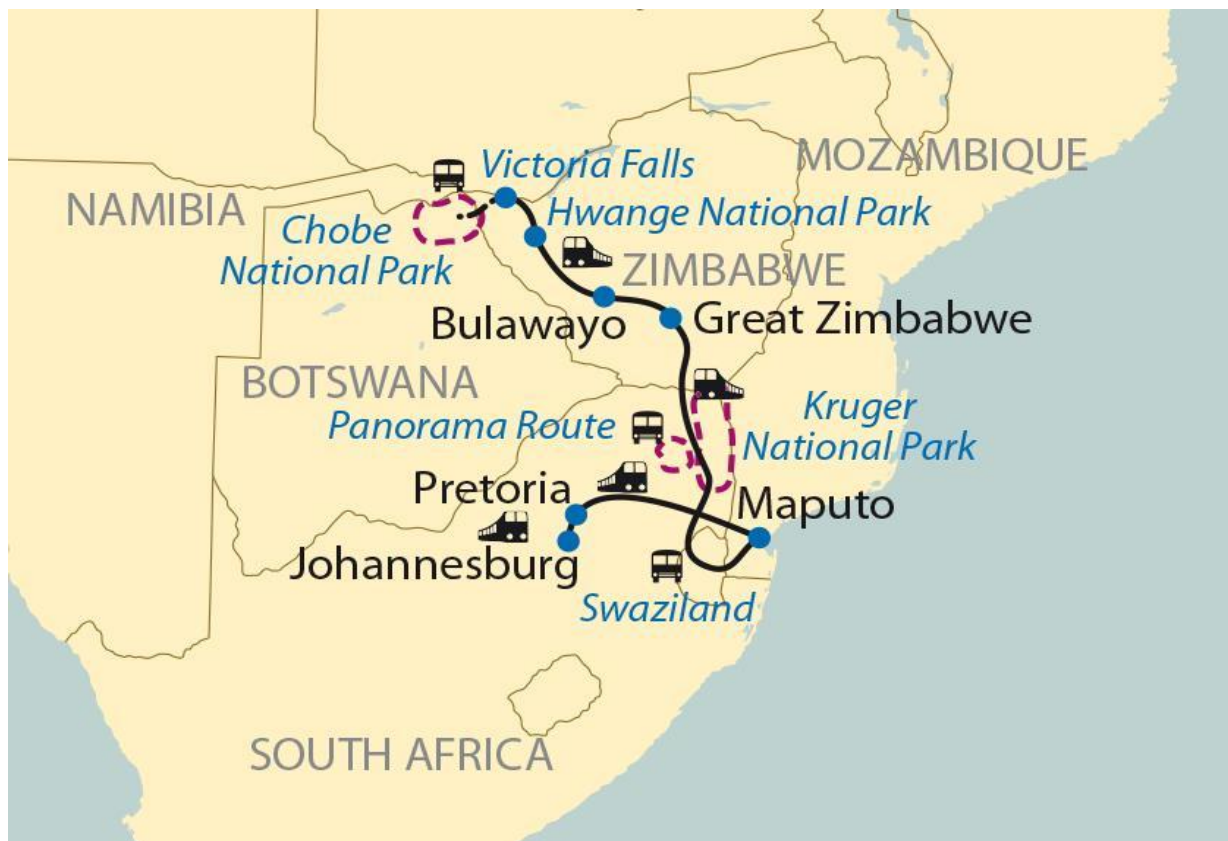 MOZAMBIQUE
Victoria Falls
NAMIBIA
Hwange National Park
Chobe
National Park
ZIMBABWE
Bulawayo
Great Zimbabwe
BOTSWANA
Panorama Route
Kruger
National Park
Pretoria
Maputo
Johannesburg
Swaziland
SOUTH AFRICA